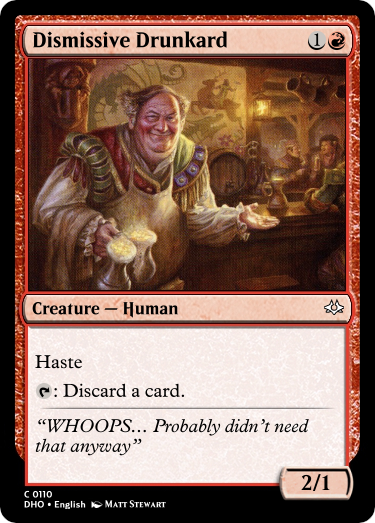 Dismissive Drunkard 1
Creature — Human
Haste
: Discard a card.
“WHOOPS… Probably didn’t need
that anyway”
2/1
C 0110
DHO • English Matt Stewart